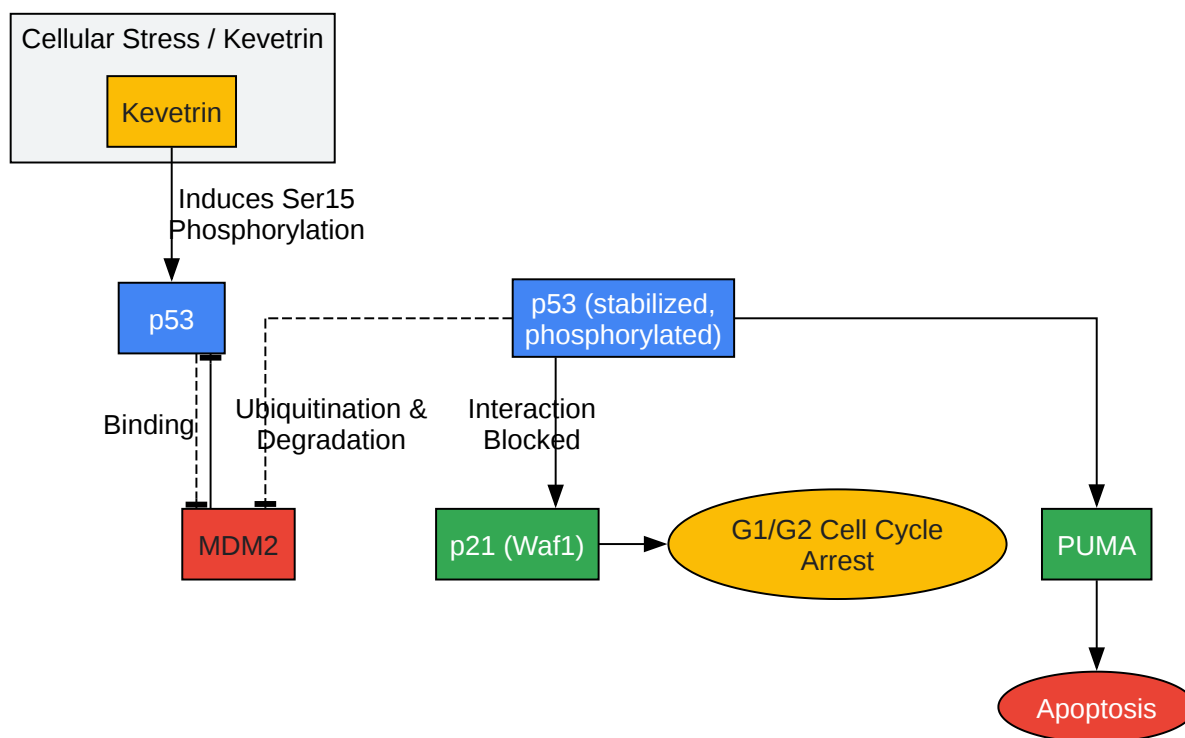 Cellular Stress / Kevetrin
Kevetrin
Induces Ser15
Phosphorylation
p53
p53 (stabilized,
phosphorylated)
Binding
Ubiquitination &
Degradation
Interaction
Blocked
MDM2
p21 (Waf1)
G1/G2 Cell Cycle
Arrest
PUMA
Apoptosis